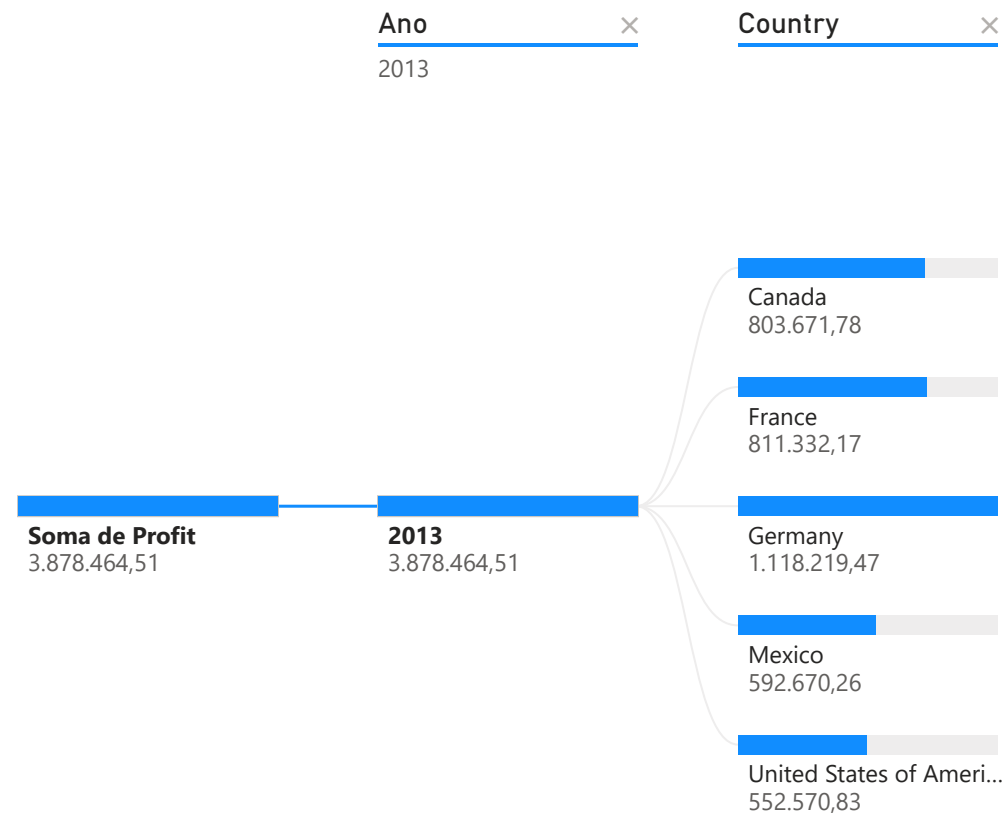 Ano
Country
2013
Canada
803.671,78
France
811.332,17
Soma de Profit
3.878.464,51
2013
3.878.464,51
Germany
1.118.219,47
Mexico
592.670,26
United States of Ameri...
552.570,83